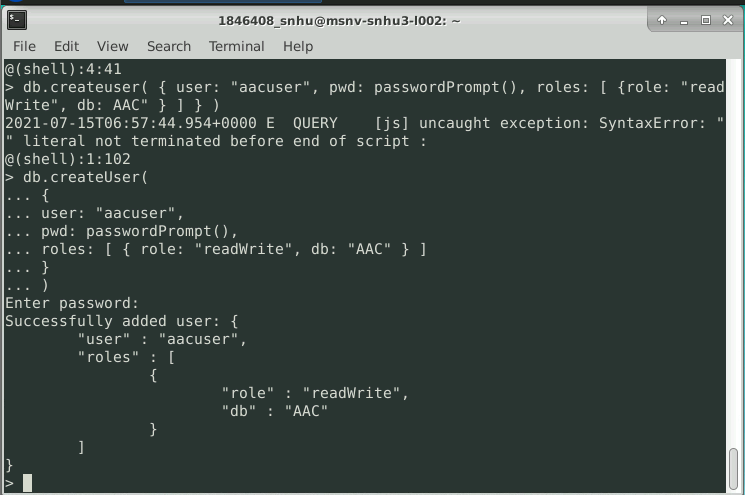 1846408_snhu@msnv-snhu3-l002: ~
File Edit View Search Terminal Help
@(shell):4:41
> db.createuser( { user: "aacuser", pwd: passwordPrompt(), roles: [ {role: "read
Write", db: AAC" } ] } )
2021-07-15T06:57:44.954+0000 E  QUERY    [js] uncaught exception: SyntaxError: "
" literal not terminated before end of script :
@(shell):1:102
> db.createUser(
... {
... user: "aacuser",
... pwd: passwordPrompt(),
... roles: [ { role: "readWrite", db: "AAC" } ]
... }
... )
Enter password:
Successfully added user: {
        "user" : "aacuser",
        "roles" : [
                {
                        "role" : "readWrite",
                        "db" : "AAC"
                }
        ]
}
>